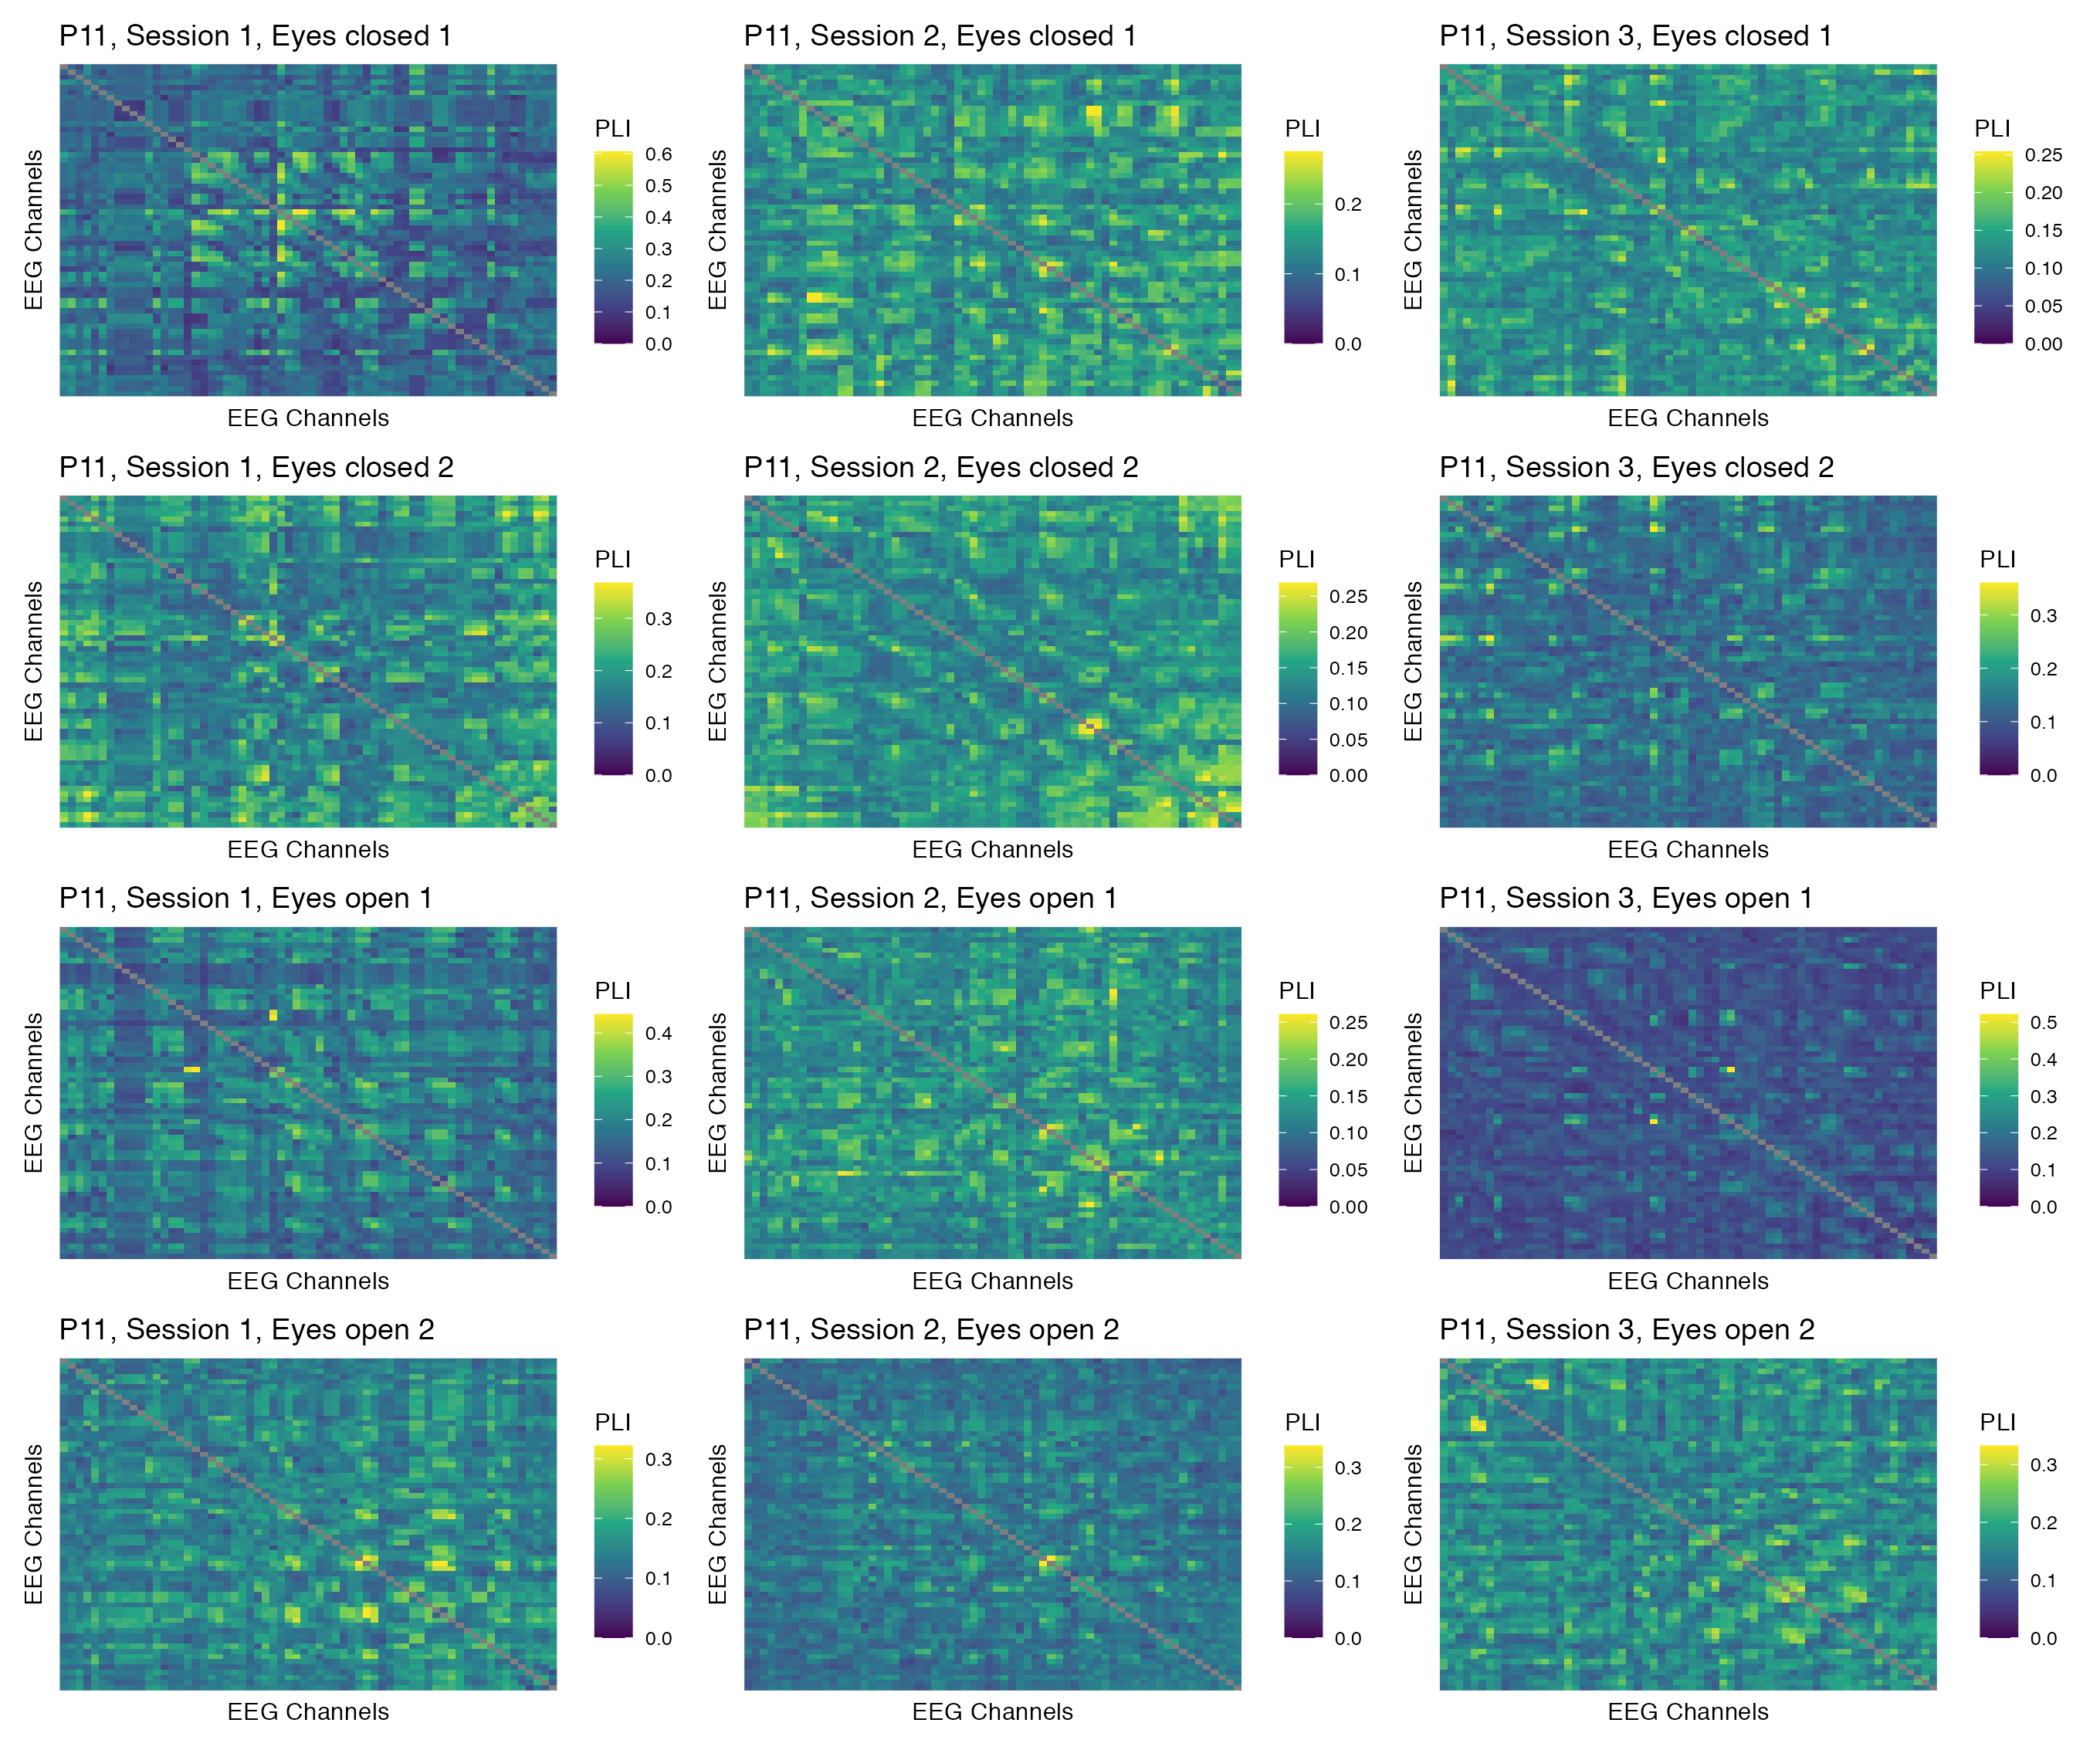 P11, Session 1, Eyes closed 1
P11, Session 2, Eyes closed 1
P11, Session 3, Eyes closed 1
EEG Channels
EEG Channels
PLI
0.6
0.5
0.4
0.3
0.2
0.1
0.0
EEG Channels
EEG Channels
PLI
0.2
0.1
0.0
EEG Channels
EEG Channels
PLI
0.25
0.20
0.15
0.10
0.05
0.00
P11, Session 1, Eyes closed 2
P11, Session 2, Eyes closed 2
P11, Session 3, Eyes closed 2
EEG Channels
EEG Channels
PLI
0.3
0.2
0.1
0.0
EEG Channels
EEG Channels
PLI
0.25
0.20
0.15
0.10
0.05
0.00
EEG Channels
EEG Channels
PLI
0.3
0.2
0.1
0.0
P11, Session 1, Eyes open 1
P11, Session 2, Eyes open 1
P11, Session 3, Eyes open 1
EEG Channels
EEG Channels
PLI
0.4
0.3
0.2
0.1
0.0
EEG Channels
EEG Channels
PLI
0.25
0.20
0.15
0.10
0.05
0.00
EEG Channels
EEG Channels
PLI
0.5
0.4
0.3
0.2
0.1
0.0
P11, Session 1, Eyes open 2
P11, Session 2, Eyes open 2
P11, Session 3, Eyes open 2
EEG Channels
EEG Channels
PLI
0.3
0.2
0.1
0.0
EEG Channels
EEG Channels
PLI
0.3
0.2
0.1
0.0
EEG Channels
EEG Channels
PLI
0.3
0.2
0.1
0.0